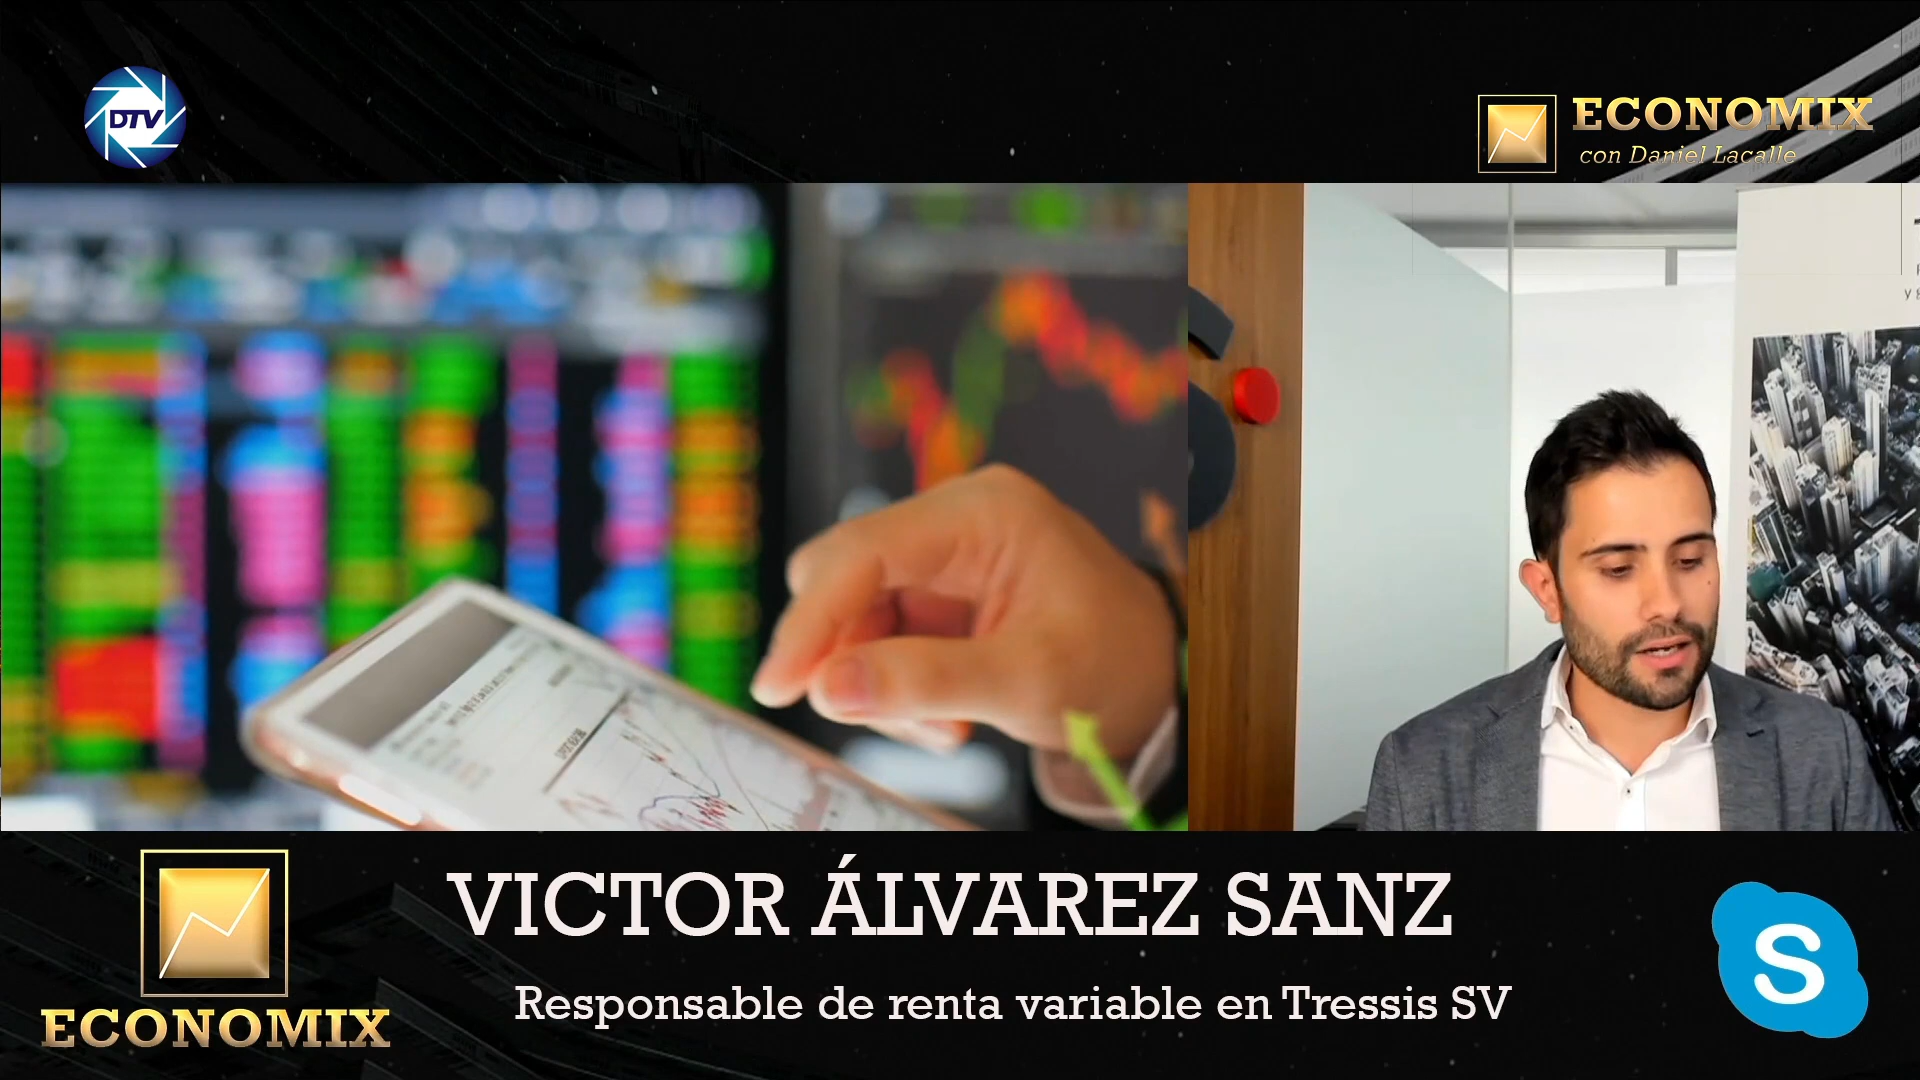 DTV
ECONOMIX
con Daniel Lacalle
VICTOR ÁLVAREZ SANZ
Responsable de renta variable en Tressis SV
ECONOMIX
S